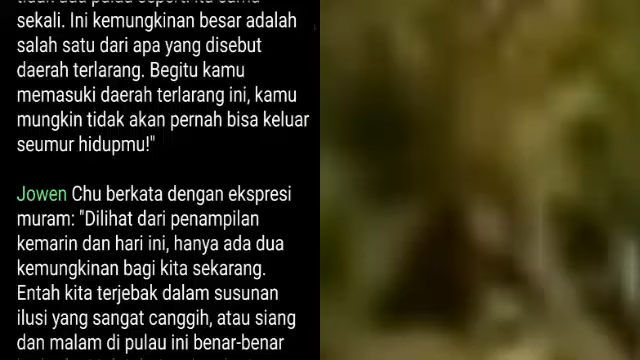 sekali. Ini kemungkinan besar adalah
salah satu dari apa yang disebut
daerah terlarang. Begitu kamu
memasuki daerah terlarang ini, kamu
mungkin tidak akan pernah bisa keluar
seumur hidupmu!"
Jowen Chu berkata dengan ekspresi
muram: "Dilihat dari penampilan
kemarin dan hari ini, hanya ada dua
kemungkinan bagi kita sekarang.
Entah kita terjebak dalam susunan
ilusi yang sangat canggih, atau siang
dan malam di pulau ini benar-benar